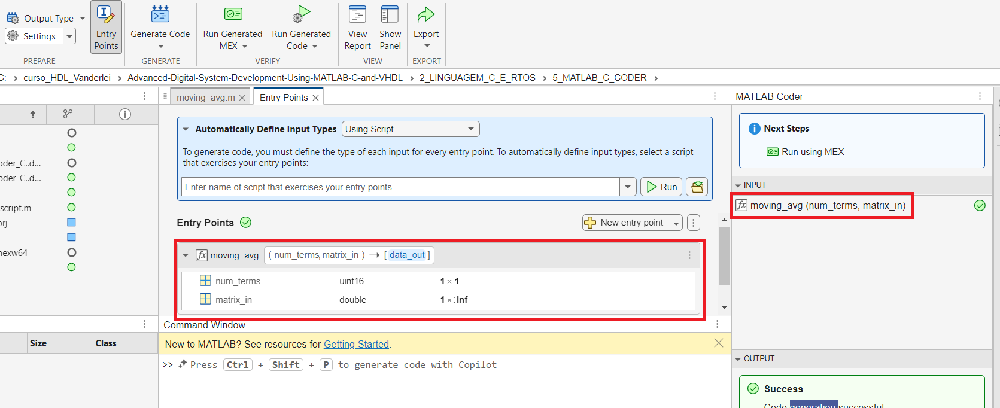 Output Type
Settings
Entry
Points
Generate Code
Run Generated
MEX
Run Generated
Code
View
Report
Show
Panel
Export
PREPARE
GENERATE
VERIFY
VIEW
EXPORT
C: > curso_HDL_Vanderlei > Advanced-Digital-System-Development-Using-MATLAB-C-and-VHDL > 2_LINGUAGEM_C_E_RTOS > 5_MATLAB_C_CODER >
moving_avg.m
Entry Points
MATLAB Coder
Automatically Define Input Types
Using Script
To generate code, you must define the type of each input for every entry point. To automatically define input types, select a script
that exercises your entry points:
Enter name of script that exercises your entry points
Run
Next Steps
Run using MEX
INPUT
moving_avg (num_terms, matrix_in)
oder_C..d...
oder_C..d...
script.m
orj
nexw64
Entry Points
New entry point
moving_avg ( num_terms, matrix_in ) → [ data_out ]
num_terms uint16 1 × 1
matrix_in double 1 × :Inf
Size
Class
Command Window
New to MATLAB? See resources for Getting Started.
>> Press Ctrl + Shift + P to generate code with Copilot
OUTPUT
Success
Code generation successful